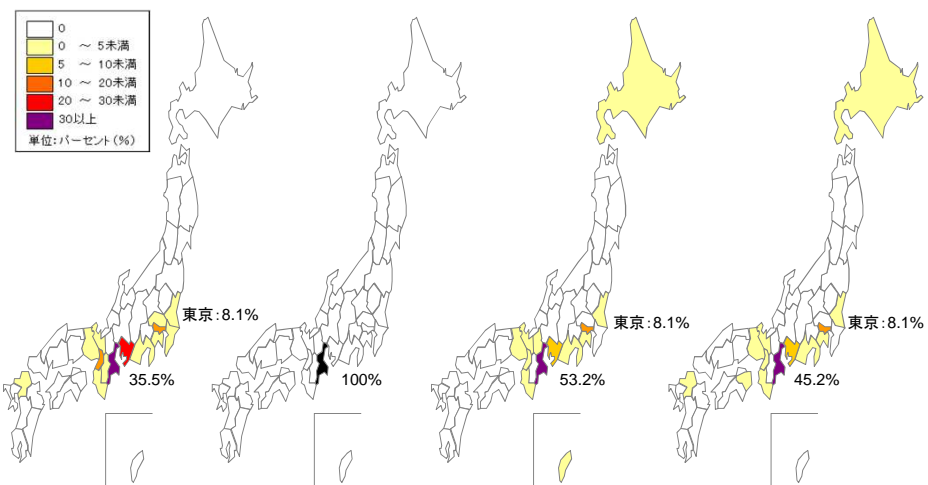 0
0 ～ 5未満
5 ～ 10未満
10 ～ 20未満
20 ～ 30未満
30以上
単位：パーセント（%）
東京：8.1%
35.5%
100%
東京：8.1%
53.2%
東京：8.1%
45.2%